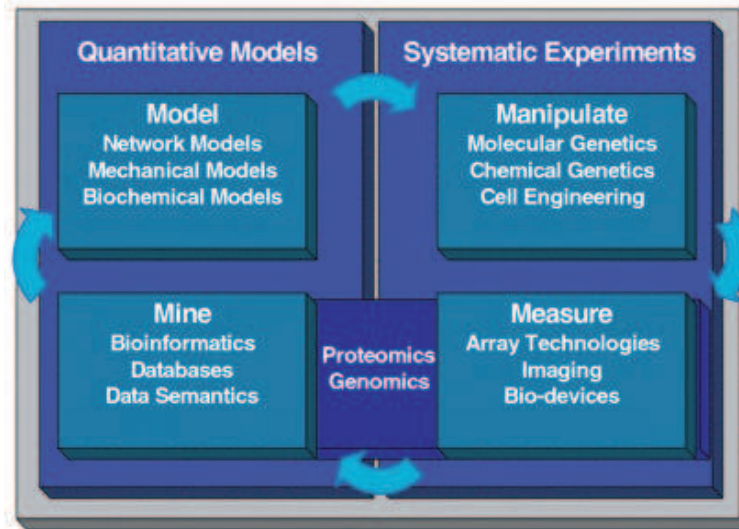 Quantitative Models
Systematic Experiments
Model
Network Models
Mechanical Models
Biochemical Models
Manipulate
Molecular Genetics
Chemical Genetics
Cell Engineering
Mine
Bioinformatics
Databases
Data Semantics
Proteomics
Genomics
Measure
Array Technologies
Imaging
Bio-devices